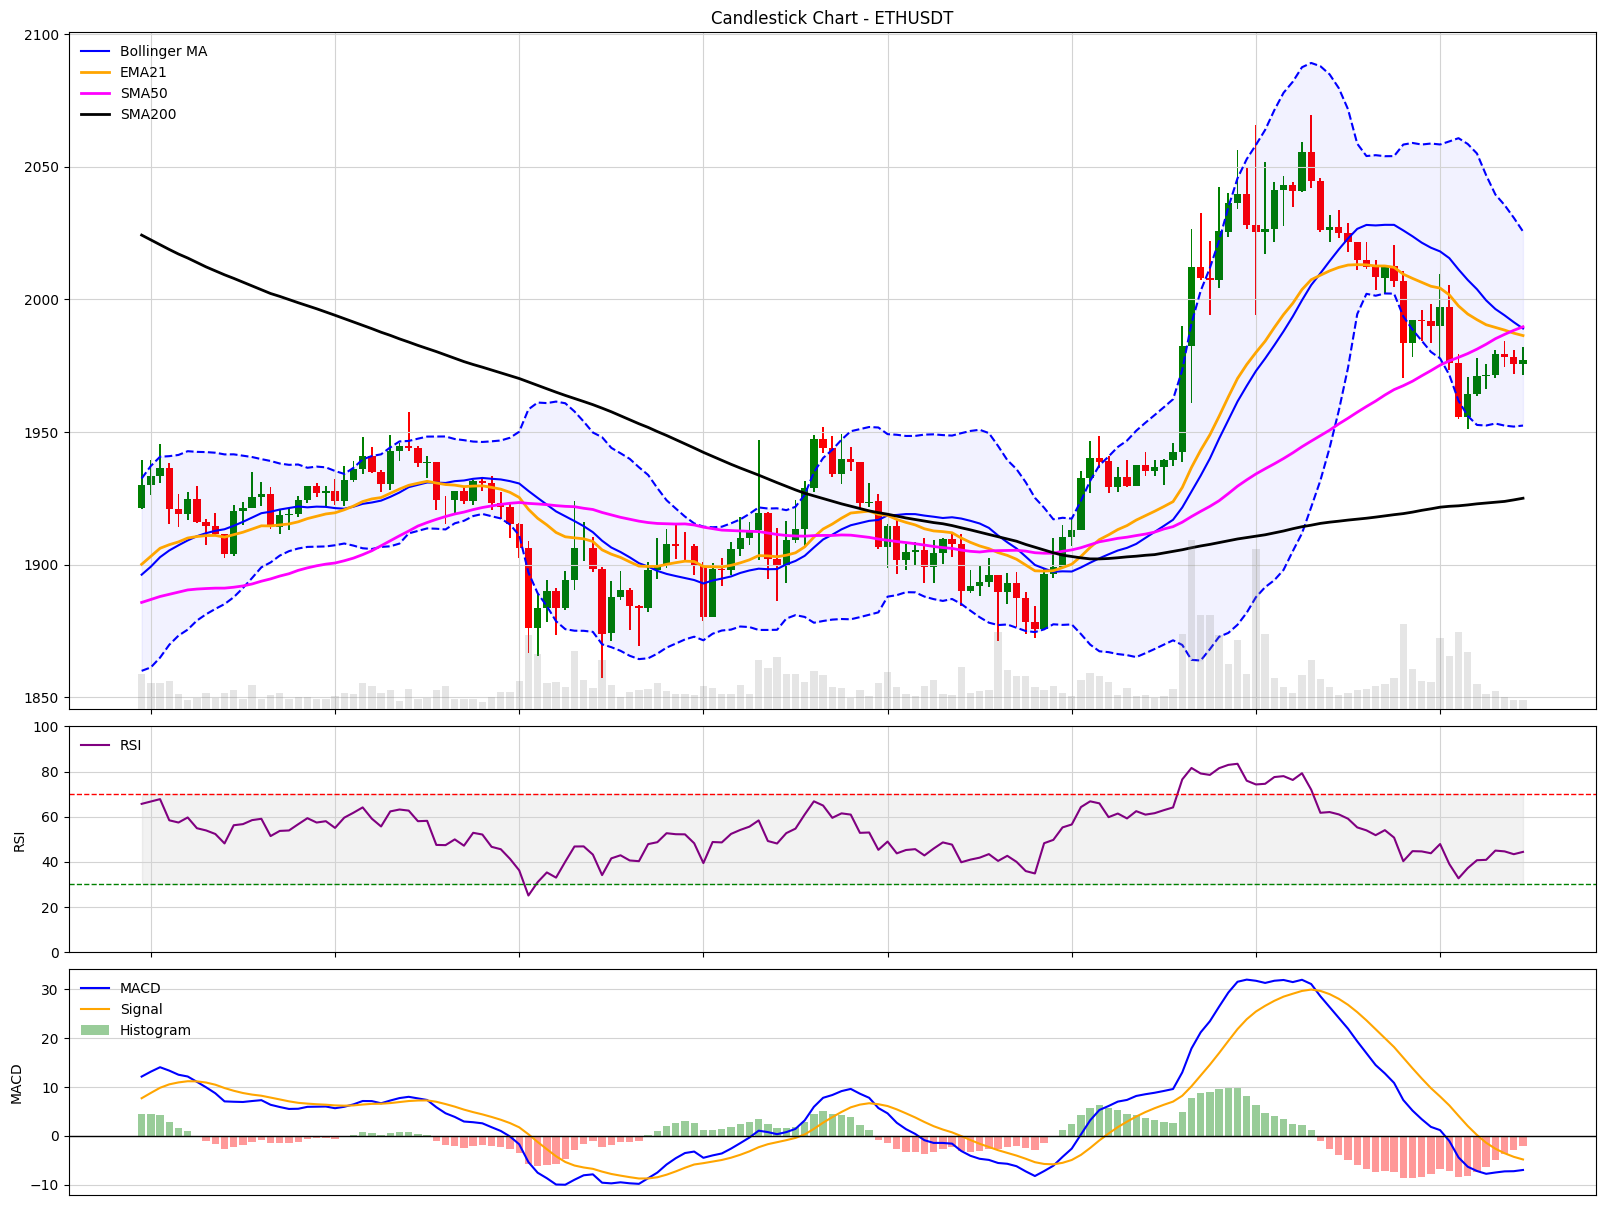 Candlestick Chart - ETHUSDT
2100
2050
2000
1950
1900
1850
Bollinger MA
EMA21
SMA50
SMA200
100
80
60
40
20
0
RSI
RSI
30
20
10
0
−10
MACD
MACD
Signal
Histogram